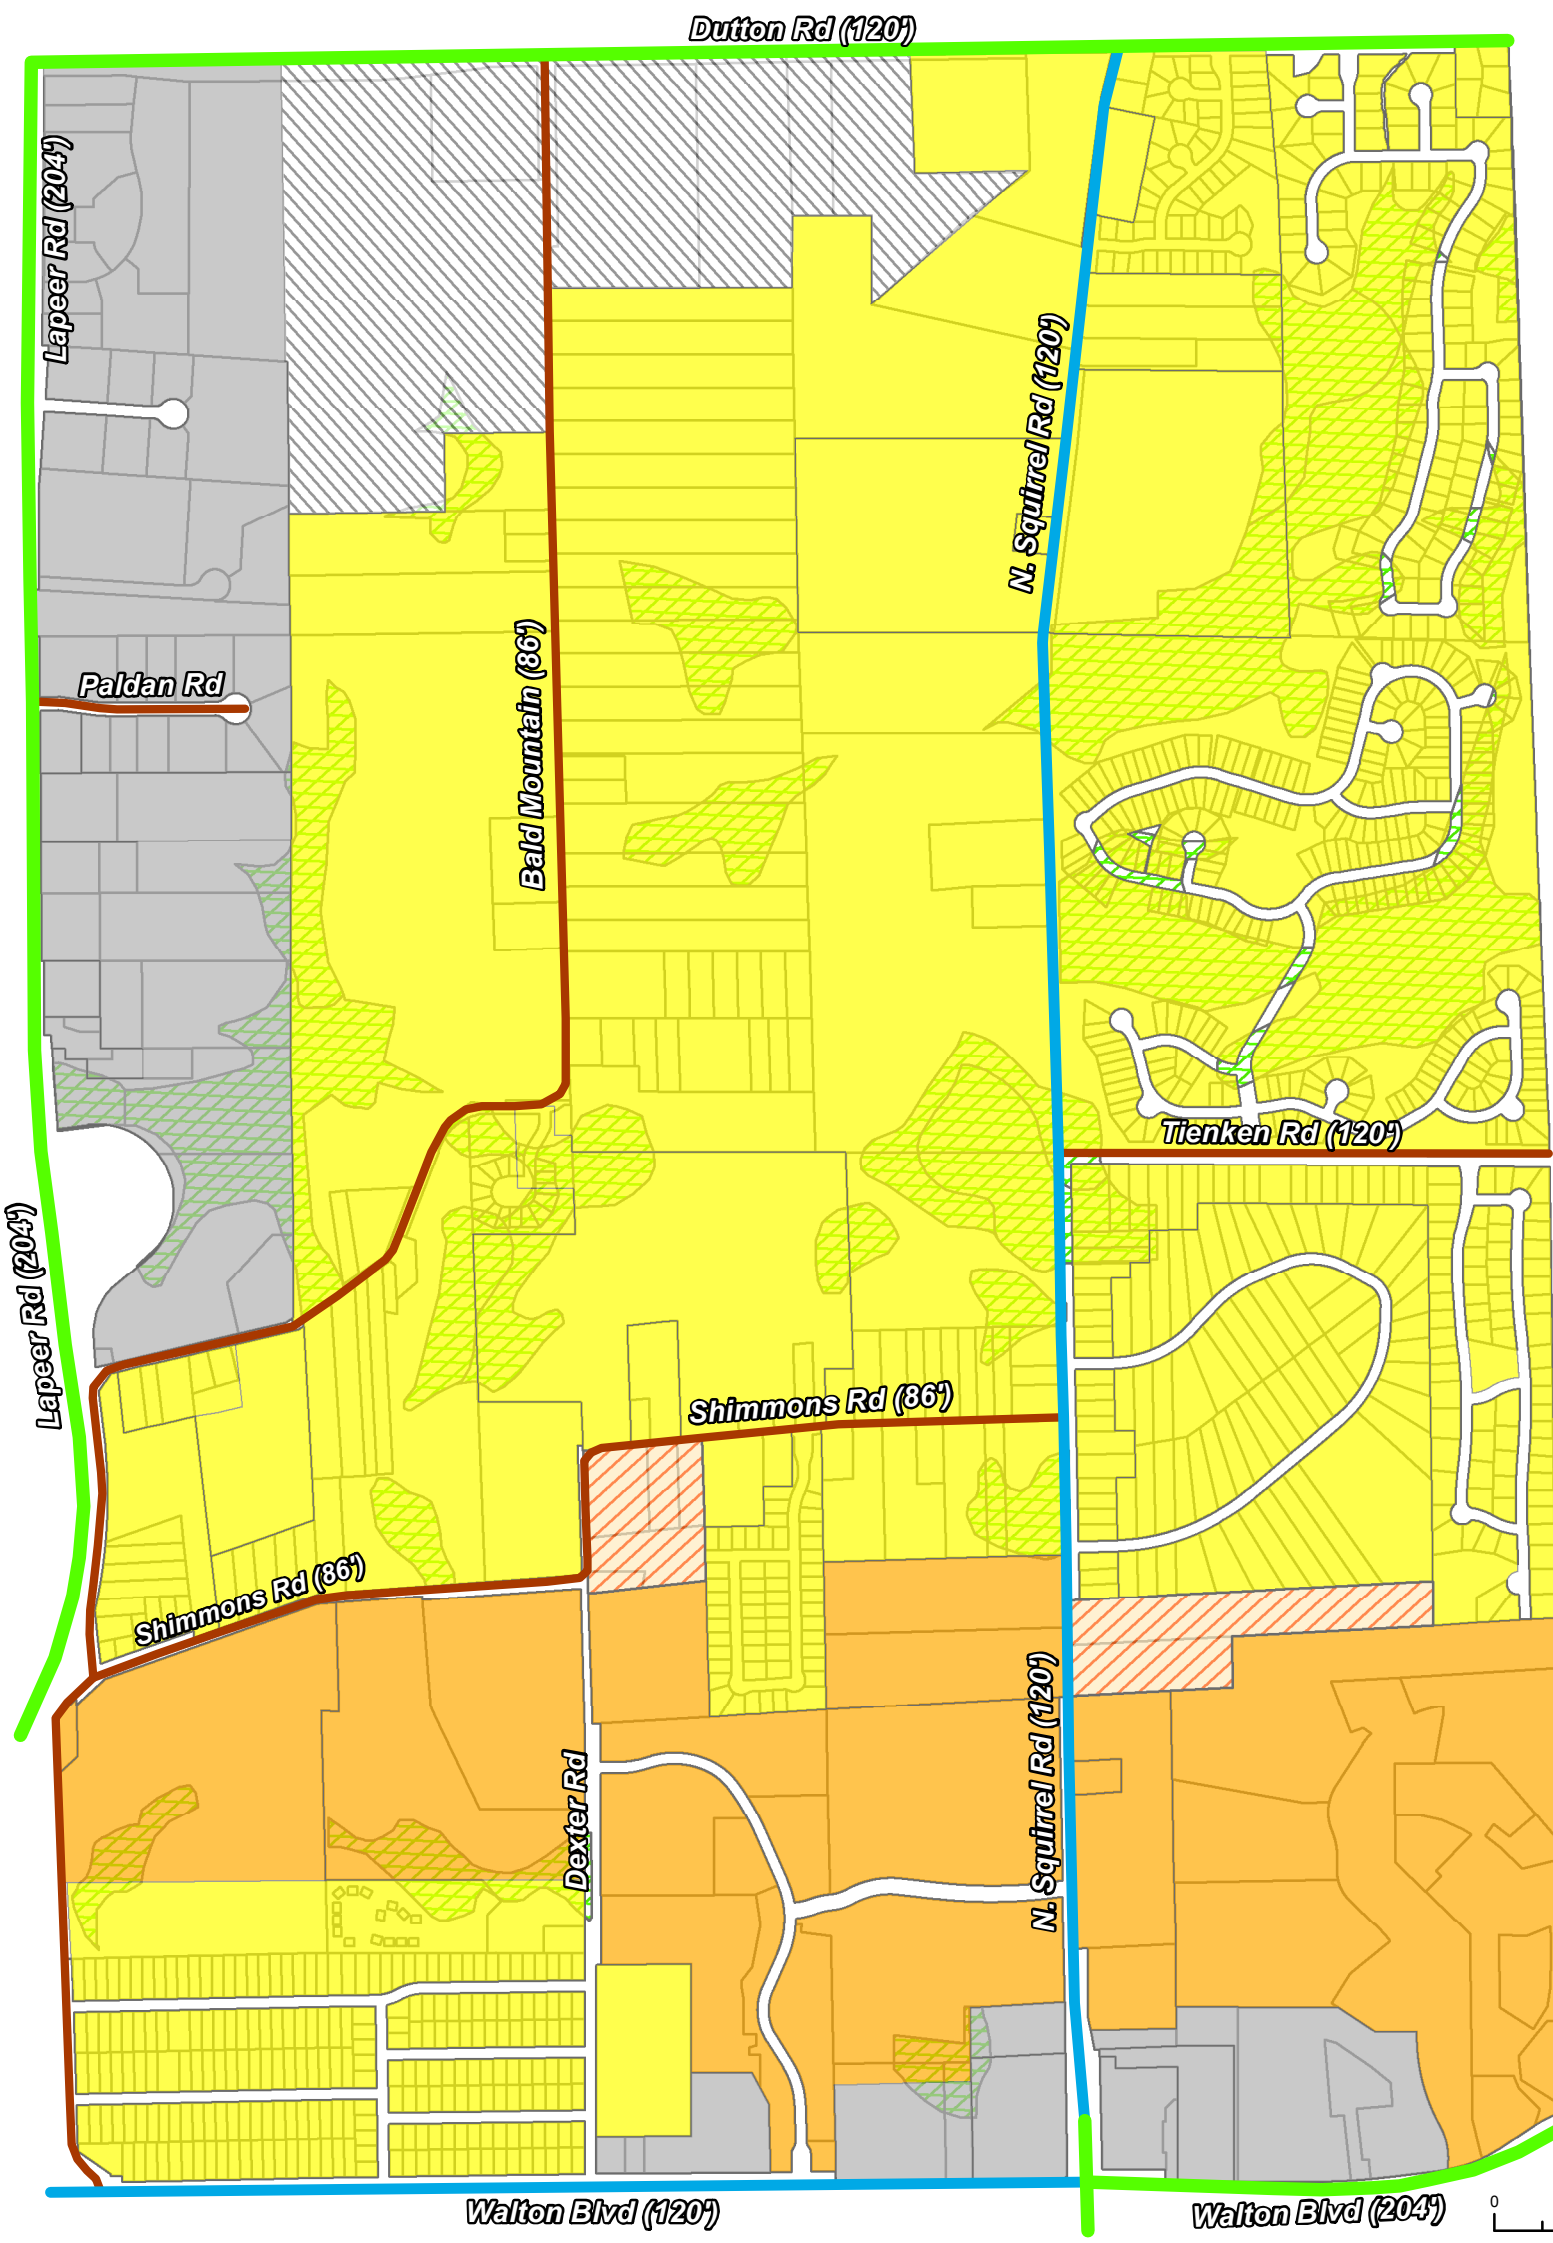 Dutton Rd (120')
Lapeer Rd (204')
N. Squirrel Rd (120')
Bald Mountain (86')
Paldan Rd
Tienken Rd (120')
Lapeer Rd (204')
Shimmons Rd (86')
Shimmons Rd (86')
N. Squirrel Rd (120')
Dexter Rd
Walton Blvd (120')
Walton Blvd (204')
0